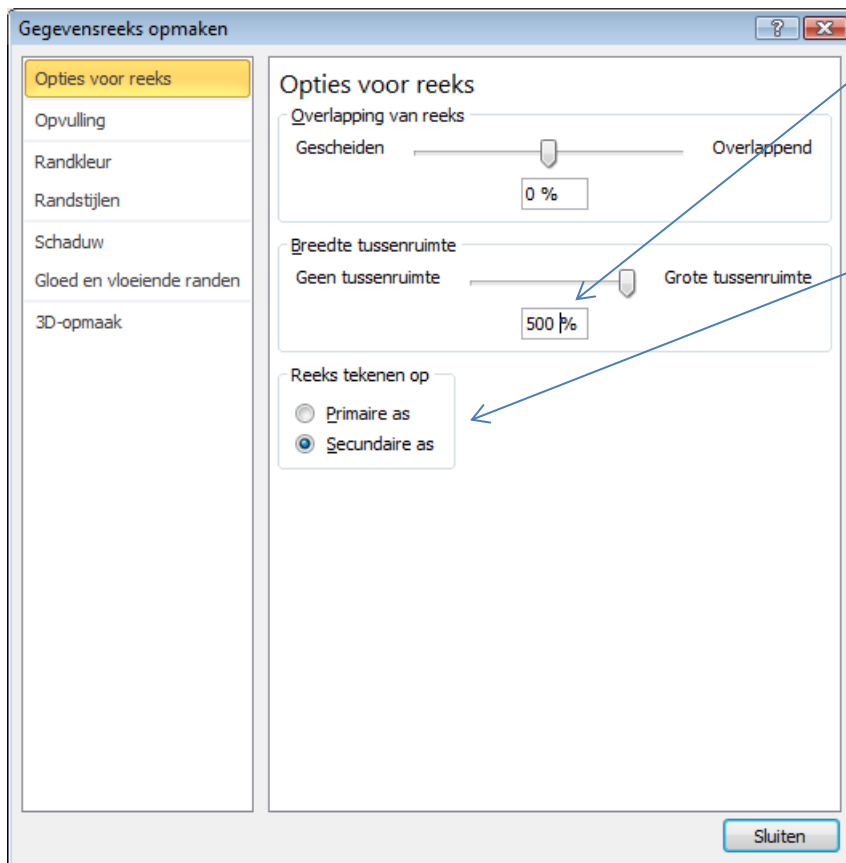 Gegevensreeks opmaken
Opties voor reeks
Opvulling
Randkleur
Randstijlen
Schaduw
Gloed en vloeiende randen
3D-opmaak
Opties voor reeks
Overlapping van reeks
Gescheiden Overlappend
0 %
Breedte tussenruimte
Geen tussenruimte Grote tussenruimte
500 %
Reeks tekenen op
Primaire as
Secundaire as
Sluiten